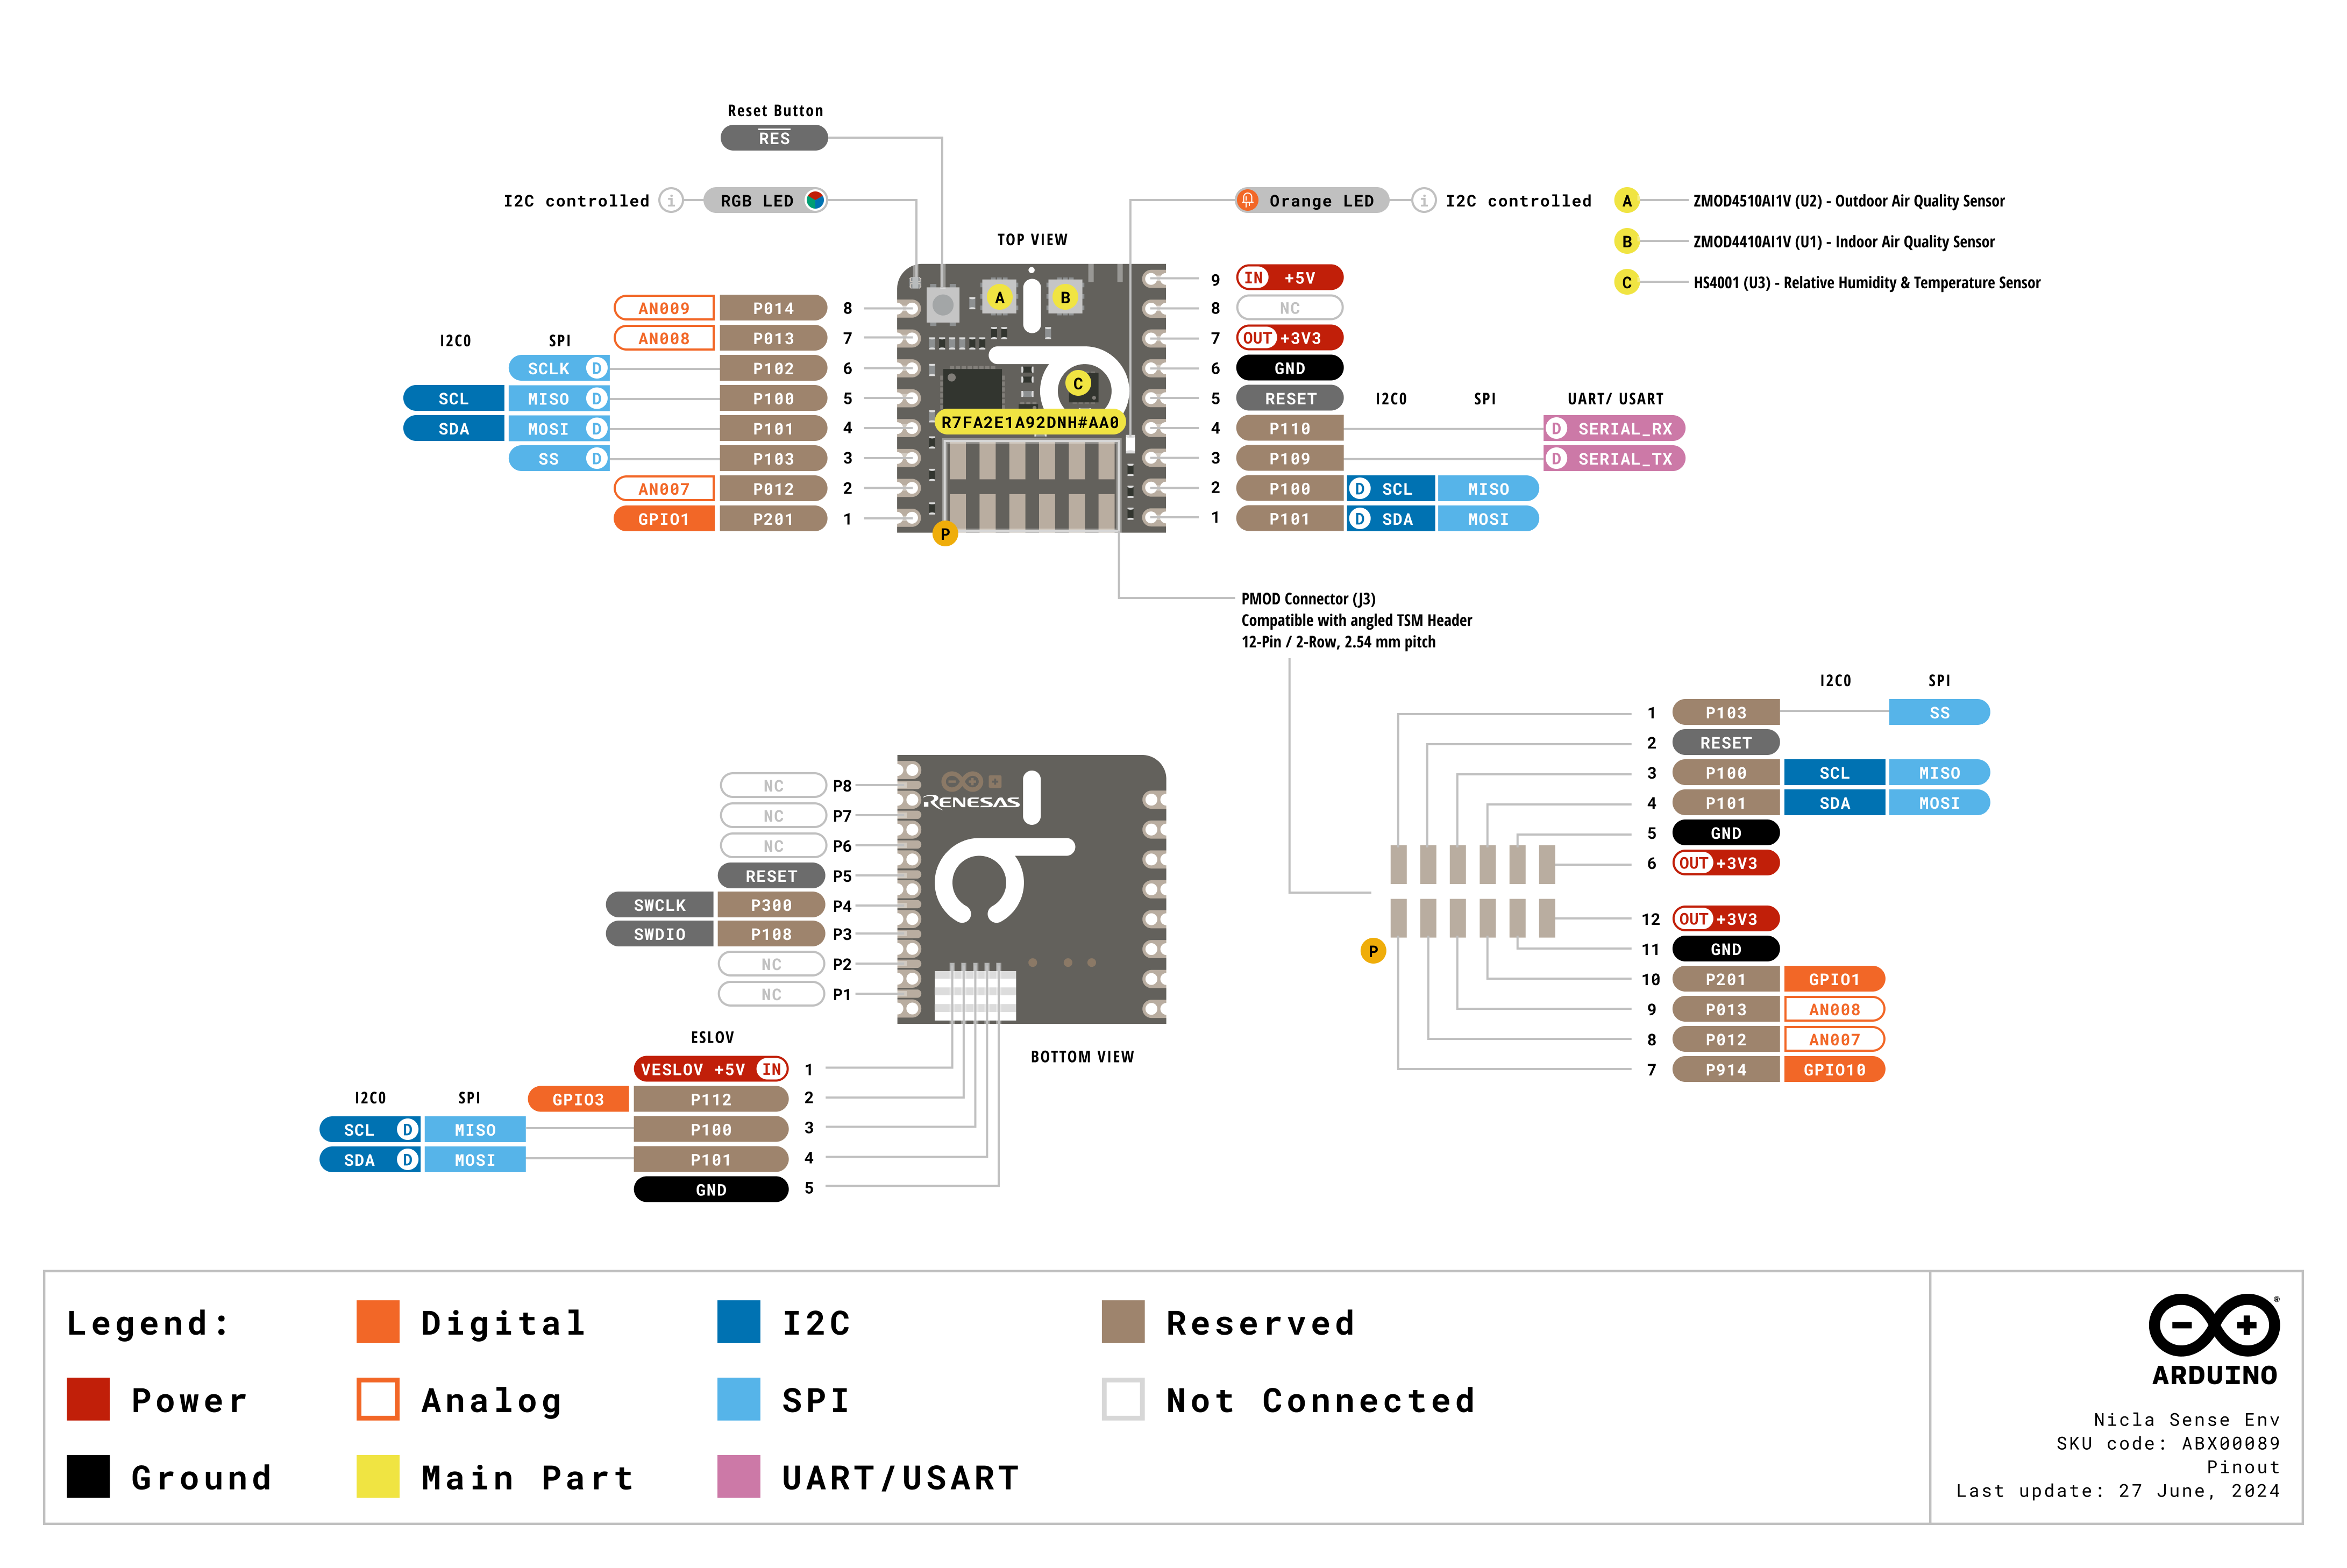 Reset Button
RES
I2C controlled i RGB LED
Orange LED i I2C controlled
A ZMOD4510AI1V (U2) - Outdoor Air Quality Sensor
B ZMOD4410AI1V (U1) - Indoor Air Quality Sensor
C HS4001 (U3) - Relative Humidity & Temperature Sensor
TOP VIEW
A B
C
R7FA2E1A92DNH#AA0
P
AN009 P014 8
AN008 P013 7
I2C0 SPI
SCLK D P102 6
SCL MISO D P100 5
SDA MOSI D P101 4
SS D P103 3
AN007 P012 2
GPIO1 P201 1
9 IN +5V
8 NC
7 OUT +3V3
6 GND
5 RESET
I2C0 SPI UART/ USART
4 P110 D SERIAL_RX
3 P109 D SERIAL_TX
2 P100 D SCL MISO
1 P101 D SDA MOSI
PMOD Connector (J3)
Compatible with angled TSM Header
12-Pin / 2-Row, 2.54 mm pitch
I2C0 SPI
1 P103 SS
2 RESET
3 P100 SCL MISO
4 P101 SDA MOSI
5 GND
6 OUT +3V3
12 OUT +3V3
11 GND
10 P201 GPIO1
9 P013 AN008
8 P012 AN007
7 P914 GPIO10
P
NC P8
NC P7
NC P6
RESET P5
SWCLK P300 P4
SWDIO P108 P3
NC P2
NC P1
RENESAS
BOTTOM VIEW
ESLOV
VESLOV +5V IN 1
I2C0 SPI
GPIO3 P112 2
SCL D MISO P100 3
SDA D MOSI P101 4
GND 5
Legend:
Power
Ground
Digital
Analog
Main Part
I2C
SPI
UART/USART
Reserved
Not Connected
®
ARDUINO
Nicla Sense Env
SKU code: ABX00089
Pinout
Last update: 27 June, 2024